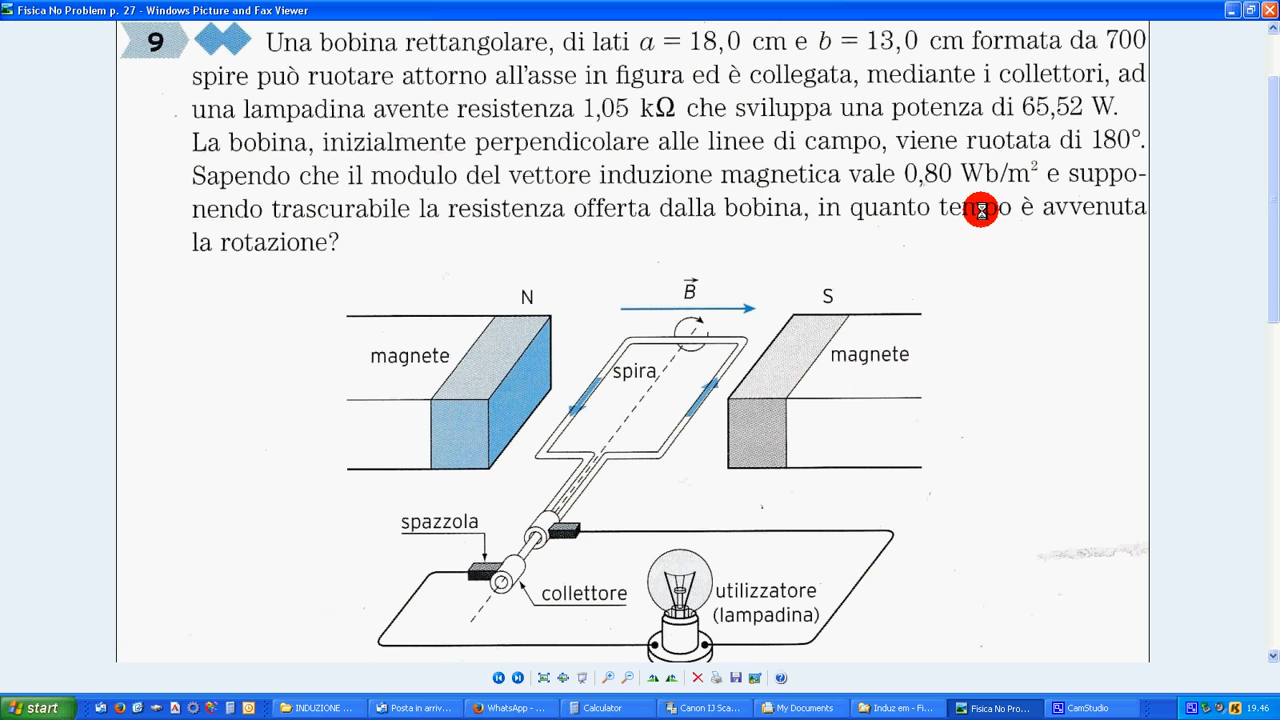 Fisica No Problem p. 27 - Windows Picture and Fax Viewer
9 Una bobina rettangolare, di lati a = 18,0 cm e b = 13,0 cm formata da 700
spire può ruotare attorno all'asse in figura ed è collegata, mediante i collettori, ad
una lampadina avente resistenza 1,05 kΩ che sviluppa una potenza di 65,52 W.
La bobina, inizialmente perpendicolare alle linee di campo, viene ruotata di 180°.
Sapendo che il modulo del vettore induzione magnetica vale 0,80 Wb/m² e suppo-
nendo trascurabile la resistenza offerta dalla bobina, in quanto tempo è avvenuta
la rotazione?
N B⃗ S
magnete spira magnete
spazzola
collettore
utilizzatore
(lampadina)
start INDUZIONE ... Posta in arriv... WhatsApp - ... Calculator Canon IJ Sca... My Documents Induz em - Fi... Fisica No Pro... CamStudio 19.46